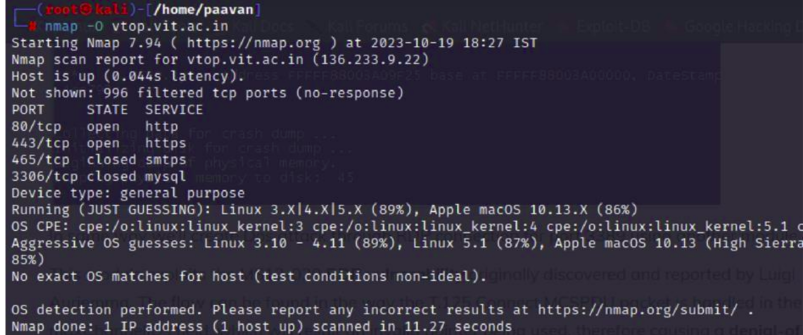 (root㉿kali)-[/home/paavan]
# nmap -O vtop.vit.ac.in
Starting Nmap 7.94 ( https://nmap.org ) at 2023-10-19 18:27 IST
Nmap scan report for vtop.vit.ac.in (136.233.9.22)
Host is up (0.044s latency).
Not shown: 996 filtered tcp ports (no-response)
PORT     STATE  SERVICE
80/tcp   open   http
443/tcp  open   https
465/tcp  closed smtps
3306/tcp closed mysql
Device type: general purpose
Running (JUST GUESSING): Linux 3.X|4.X|5.X (89%), Apple macOS 10.13.X (86%)
OS CPE: cpe:/o:linux:linux_kernel:3 cpe:/o:linux:linux_kernel:4 cpe:/o:linux:linux_kernel:5.1 c
Aggressive OS guesses: Linux 3.10 - 4.11 (89%), Linux 5.1 (87%), Apple macOS 10.13 (High Sierra
85%)
No exact OS matches for host (test conditions non-ideal).
OS detection performed. Please report any incorrect results at https://nmap.org/submit/ .
Nmap done: 1 IP address (1 host up) scanned in 11.27 seconds